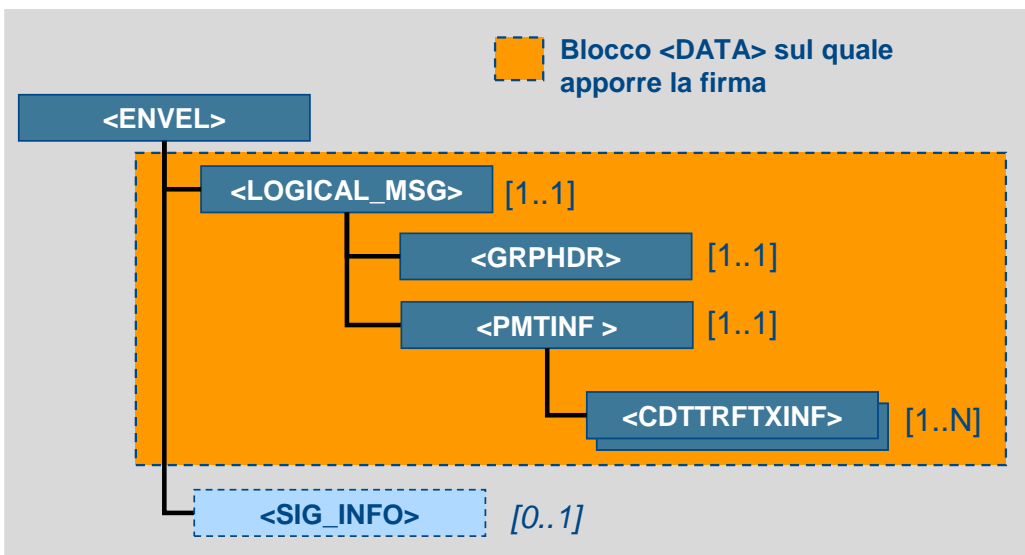 Blocco <DATA> sul quale
apporre la firma
<ENVEL>
<LOGICAL_MSG> [1..1]
<GRPHDR> [1..1]
<PMTINF > [1..1]
<CDTTRFTXINF> [1..N]
<SIG_INFO> [0..1]